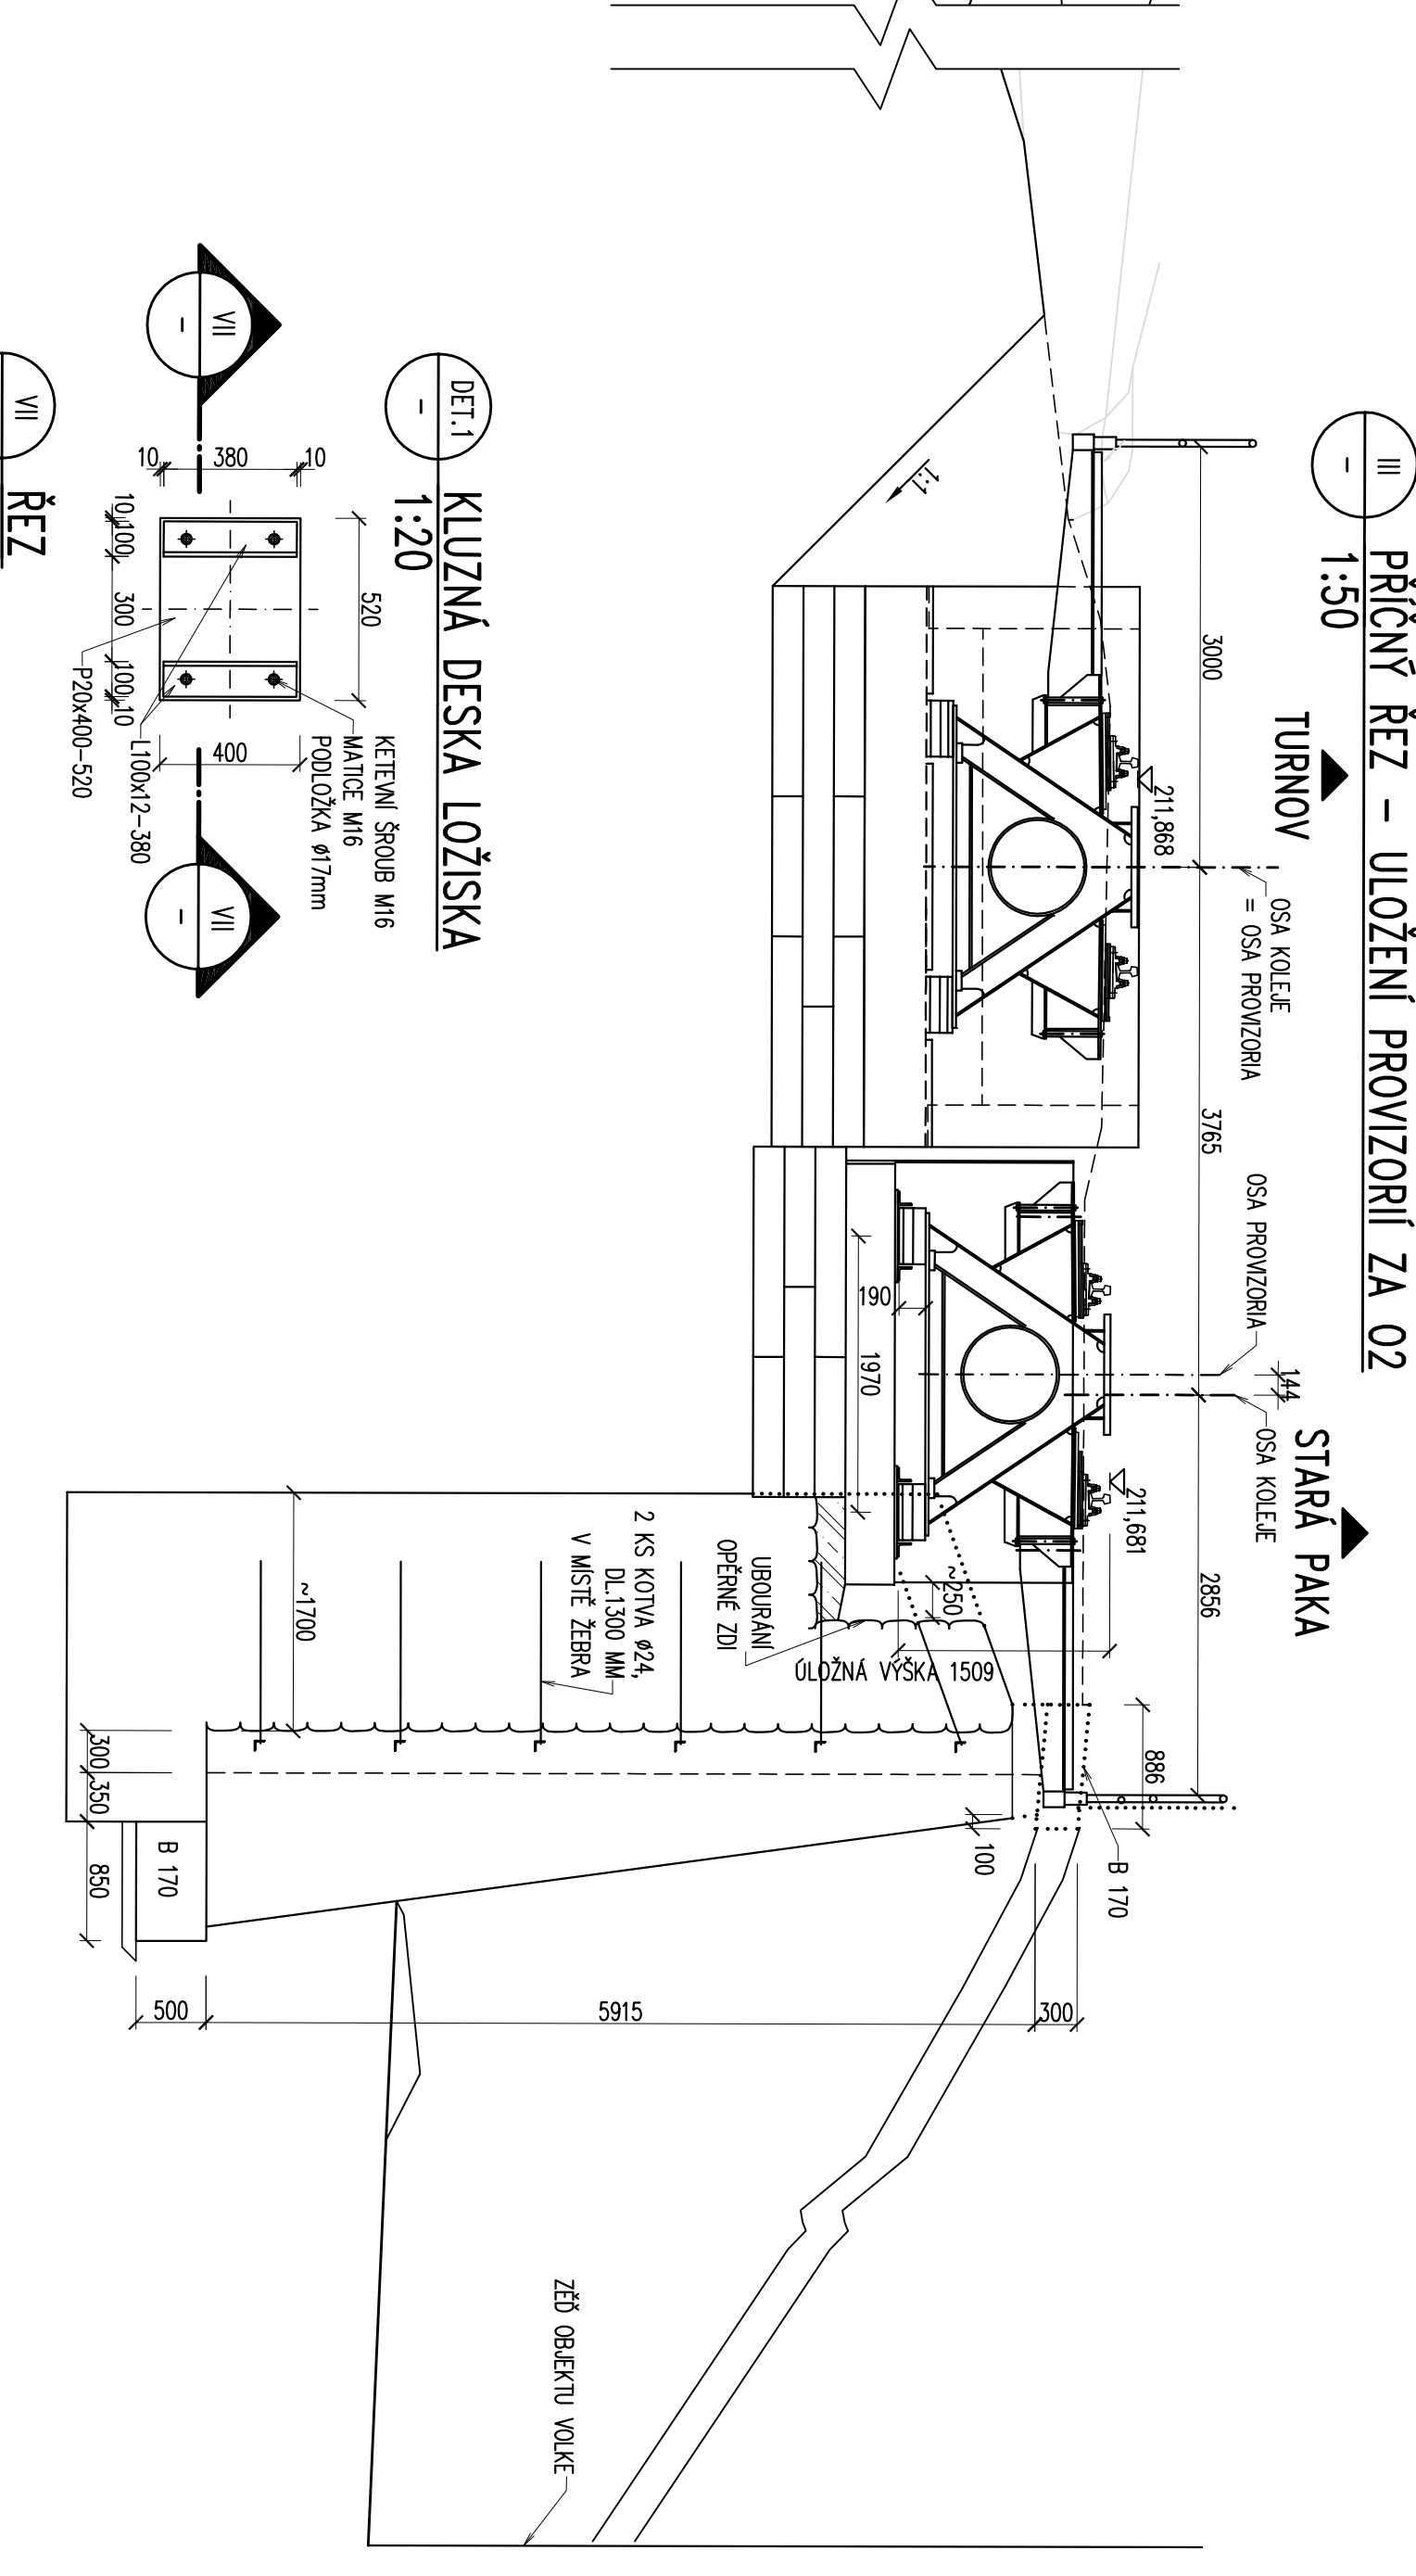 III
-
PŘÍČNÝ ŘEZ - ULOŽENÍ PROVIZORIÍ ZA O2
1:50
TURNOV
STARÁ PAKA
OSA KOLEJE
= OSA PROVIZORIA
OSA PROVIZORIA
144
OSA KOLEJE
3000
3765
2856
211,868
211,681
1:1
190
1970
~250
ÚLOŽNÁ VÝŠKA 1509
886
B 170
100
UBOURÁNÍ
OPĚRNÉ ZDI
2 KS KOTVA ø24,
DL.1300 MM
V MÍSTĚ ŽEBRA
~1700
300
350
850
B 170
500
5915
300
ZEĎ OBJEKTU VOLKE
DET.1
-
KLUZNÁ DESKA LOŽISKA
1:20
520
KETEVNÍ ŠROUB M16
MATICE M16
PODLOŽKA ø17mm
10
380
10
400
10
100
300
100
10
L100x12-380
P20x400-520
VII
-
VII
-
VII
ŘEZ